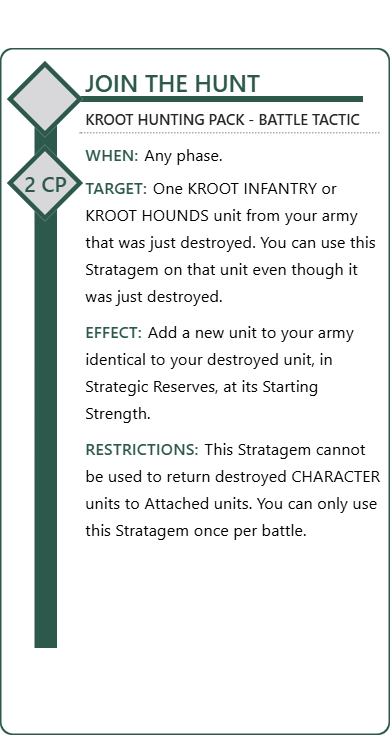 JOIN THE HUNT
KROOT HUNTING PACK - BATTLE TACTIC
WHEN: Any phase.
2 CP
TARGET: One KROOT INFANTRY or
KROOT HOUNDS unit from your army
that was just destroyed. You can use this
Stratagem on that unit even though it
was just destroyed.
EFFECT: Add a new unit to your army
identical to your destroyed unit, in
Strategic Reserves, at its Starting
Strength.
RESTRICTIONS: This Stratagem cannot
be used to return destroyed CHARACTER
units to Attached units. You can only use
this Stratagem once per battle.